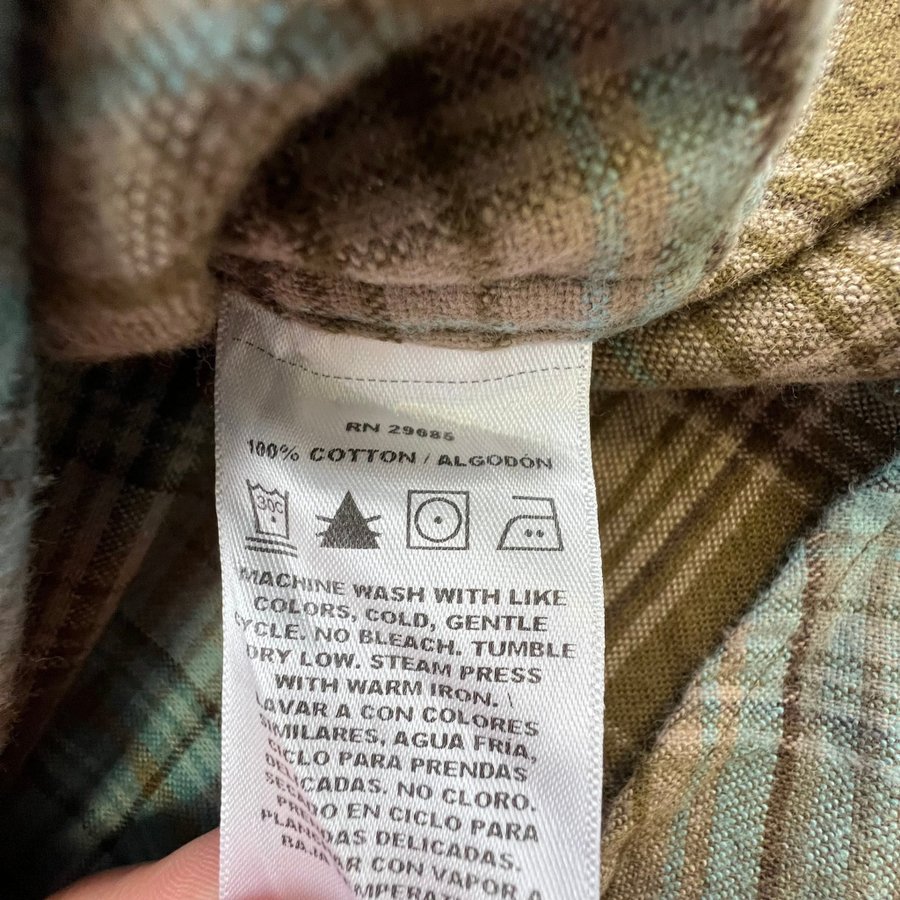 RN 29685
100% COTTON / ALGODÓN
30C
MACHINE WASH WITH LIKE
COLORS, COLD, GENTLE
CYCLE. NO BLEACH. TUMBLE
DRY LOW. STEAM PRESS
WITH WARM IRON. \
LAVAR A CON COLORES
SIMILARES, AGUA FRIA,
CICLO PARA PRENDAS
DELICADAS. NO CLORO.
EN CICLO PARA
DELICADAS.
CON VAPOR A